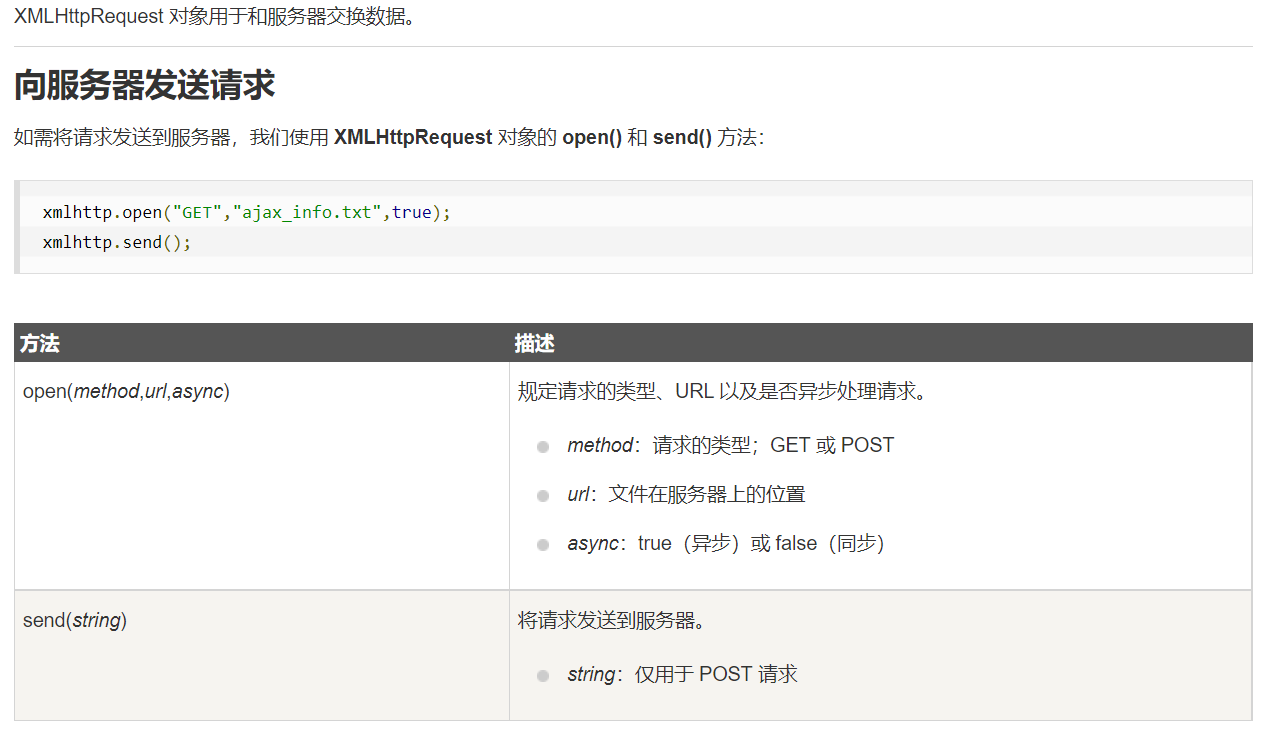 XMLHttpRequest 对象用于和服务器交换数据。
向服务器发送请求
如需将请求发送到服务器，我们使用 XMLHttpRequest 对象的 open() 和 send() 方法：
xmlhttp.open("GET","ajax_info.txt",true);
xmlhttp.send();
方法 描述
open(method,url,async) 规定请求的类型、URL 以及是否异步处理请求。
method：请求的类型；GET 或 POST
url：文件在服务器上的位置
async：true（异步）或 false（同步）
send(string) 将请求发送到服务器。
string：仅用于 POST 请求